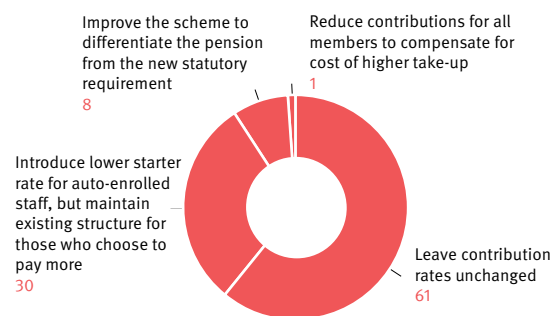 Improve the scheme to
differentiate the pension
from the new statutory
requirement
8
Reduce contributions for all
members to compensate for
cost of higher take-up
1
Introduce lower starter
rate for auto-enrolled
staff, but maintain
existing structure for
those who choose to
pay more
30
Leave contribution
rates unchanged
61